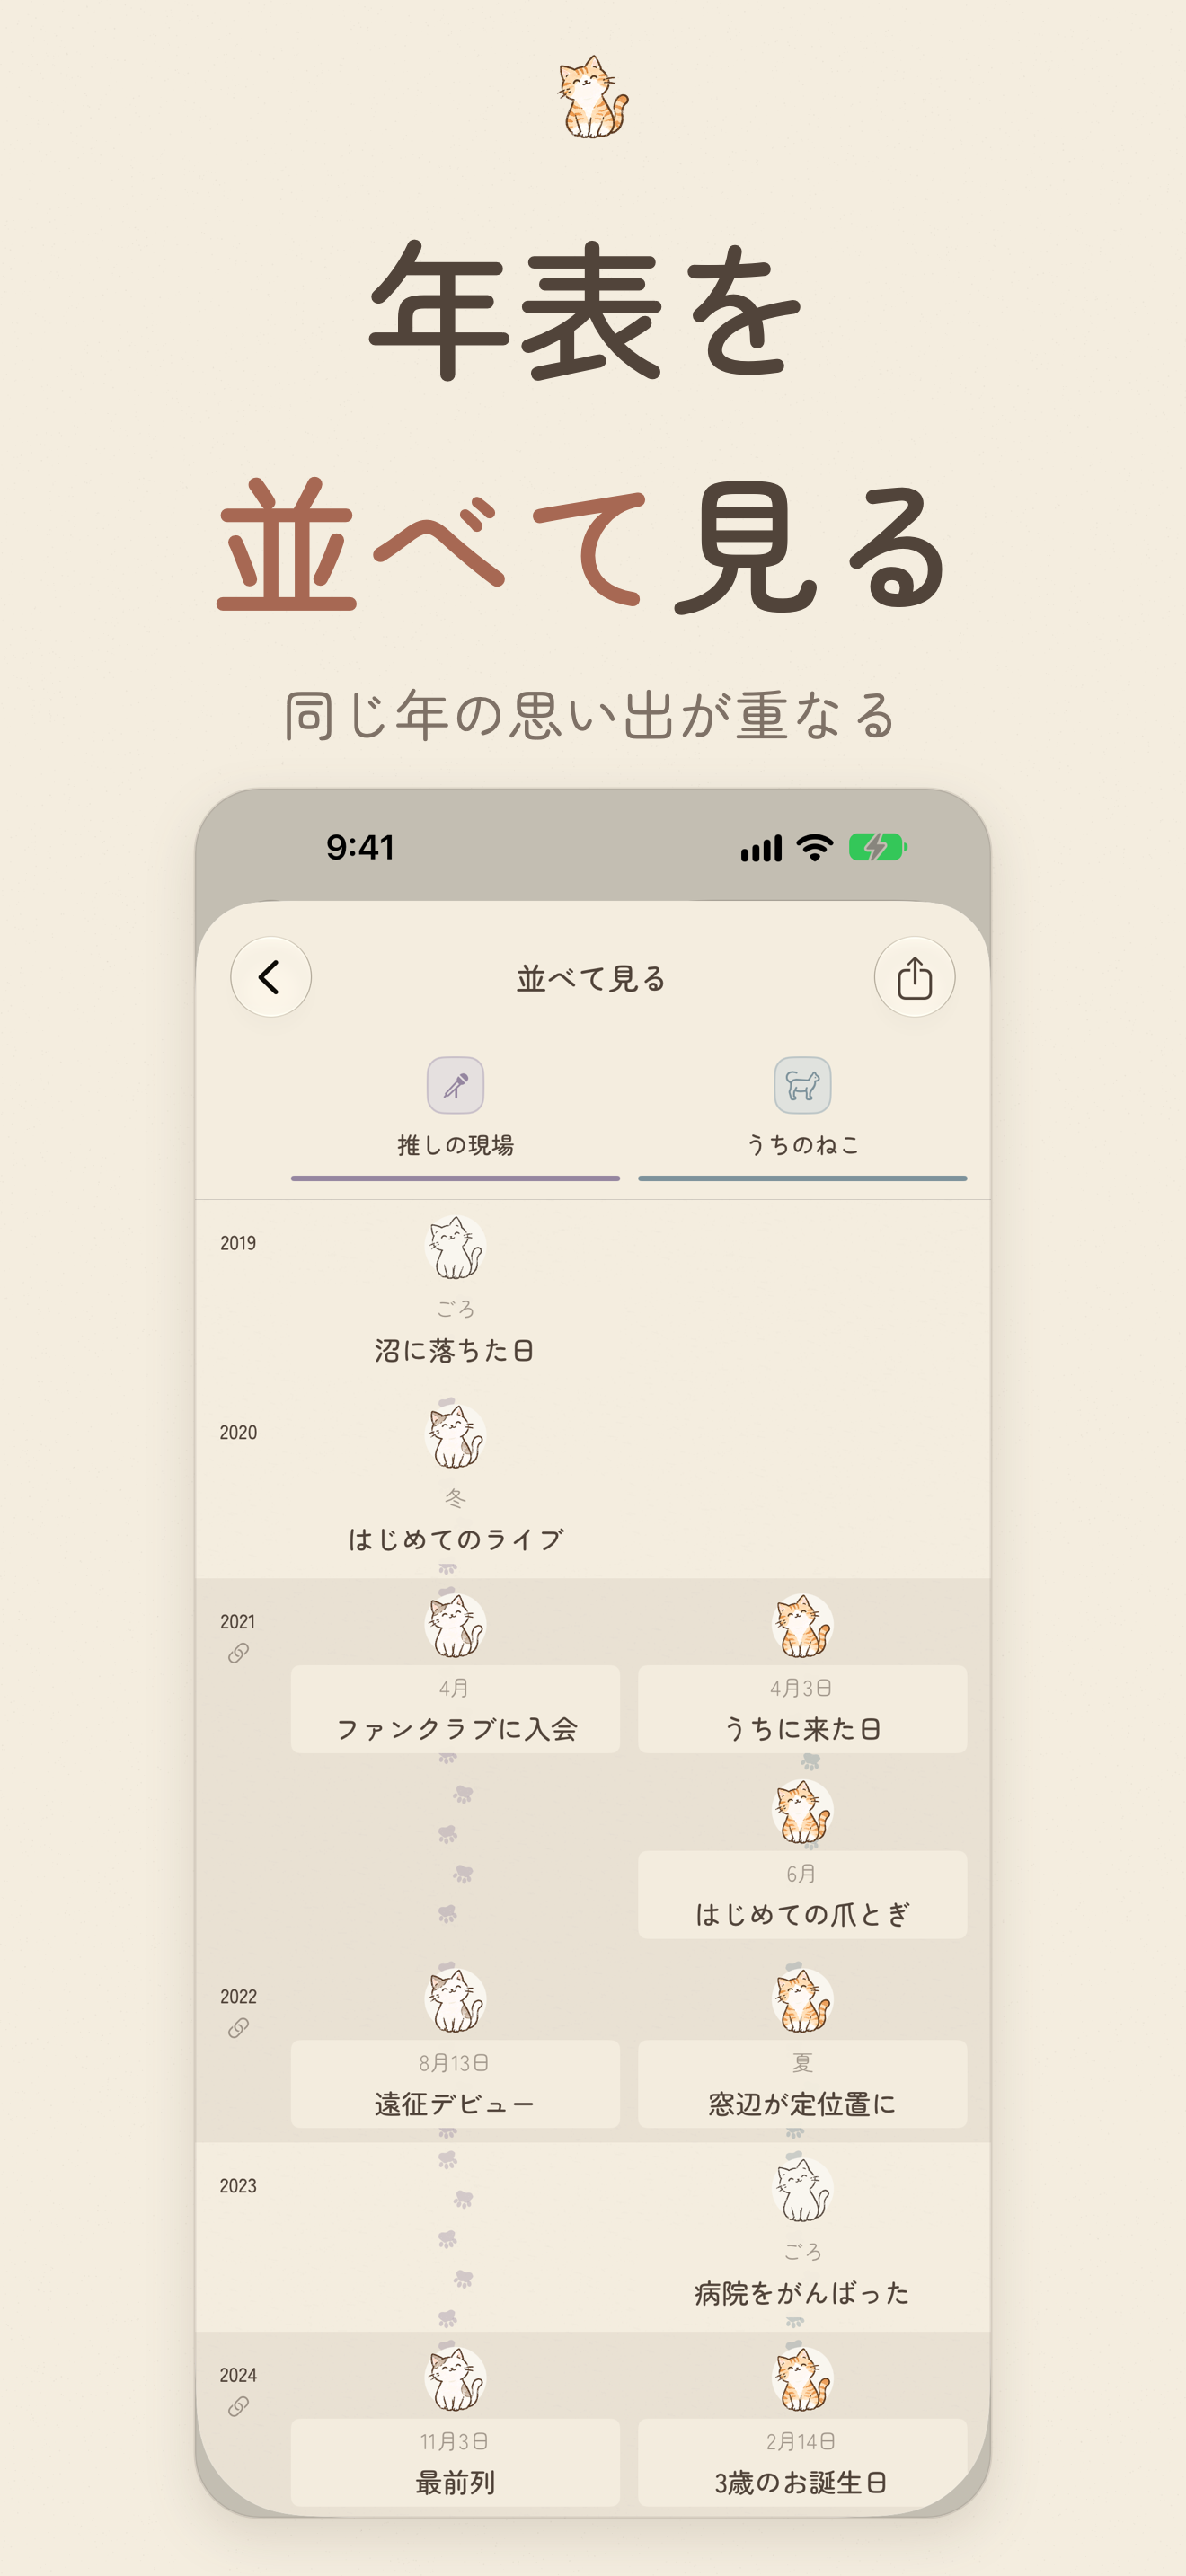 年表を
並べて見る
同じ年の思い出が重なる
9:41
並べて見る
推しの現場
うちのねこ
2019
ごろ
沼に落ちた日
2020
冬
はじめてのライブ
2021
4月
ファンクラブに入会
4月3日
うちに来た日
6月
はじめての爪とぎ
2022
8月13日
遠征デビュー
夏
窓辺が定位置に
2023
ごろ
病院をがんばった
2024
11月3日
最前列
2月14日
3歳のお誕生日